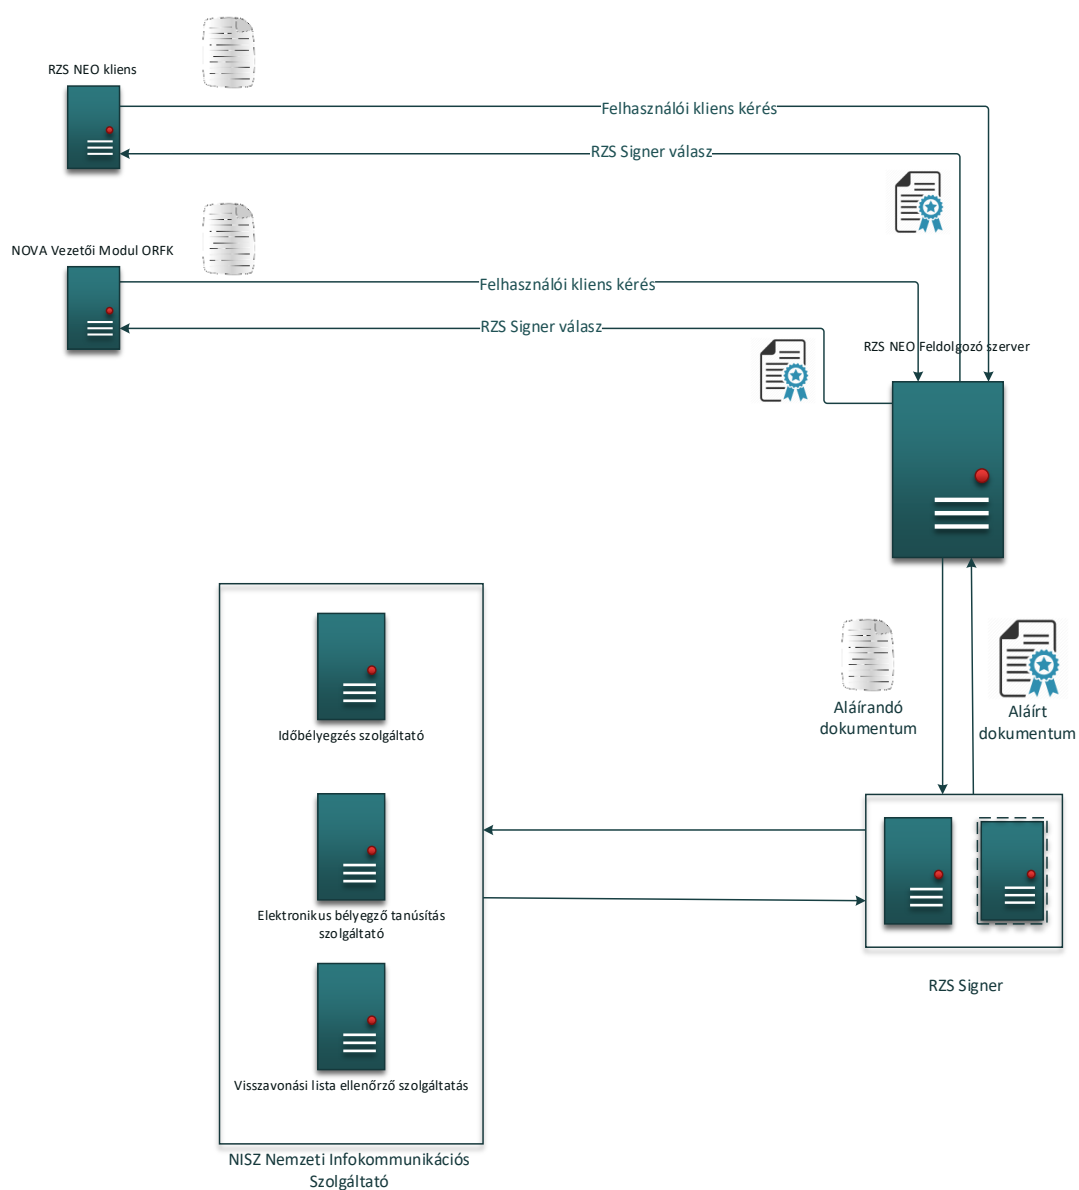 RZS NEO kliens
Felhasználói kliens kérés
RZS Signer válasz
NOVA Vezetői Modul ORFK
Felhasználói kliens kérés
RZS Signer válasz
RZS NEO Feldolgozó szerver
Aláírandó
dokumentum
Aláírt
dokumentum
Időbélyegzés szolgáltató
Elektronikus bélyegző tanúsítás
szolgáltató
Visszavonási lista ellenőrző szolgáltatás
RZS Signer
NISZ Nemzeti Infokommunikációs
Szolgáltató